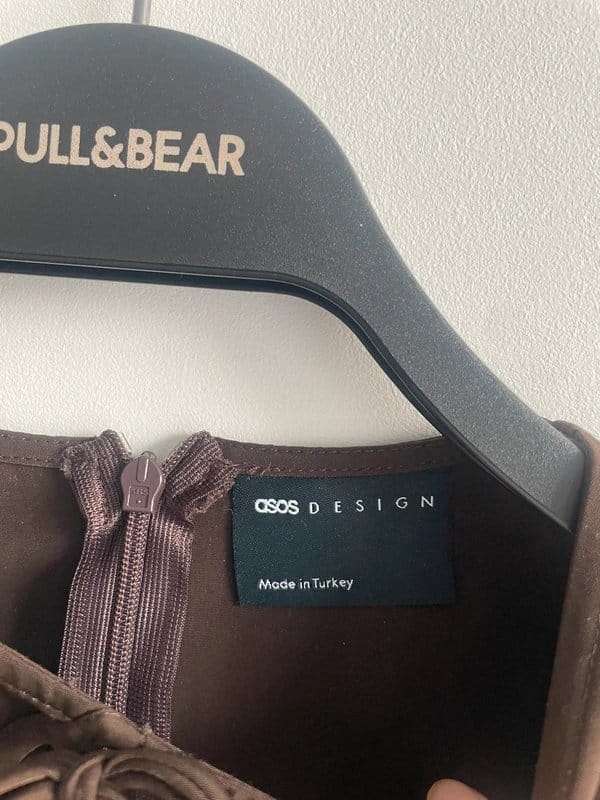 PULL&BEAR
asos DESIGN
Made in Turkey